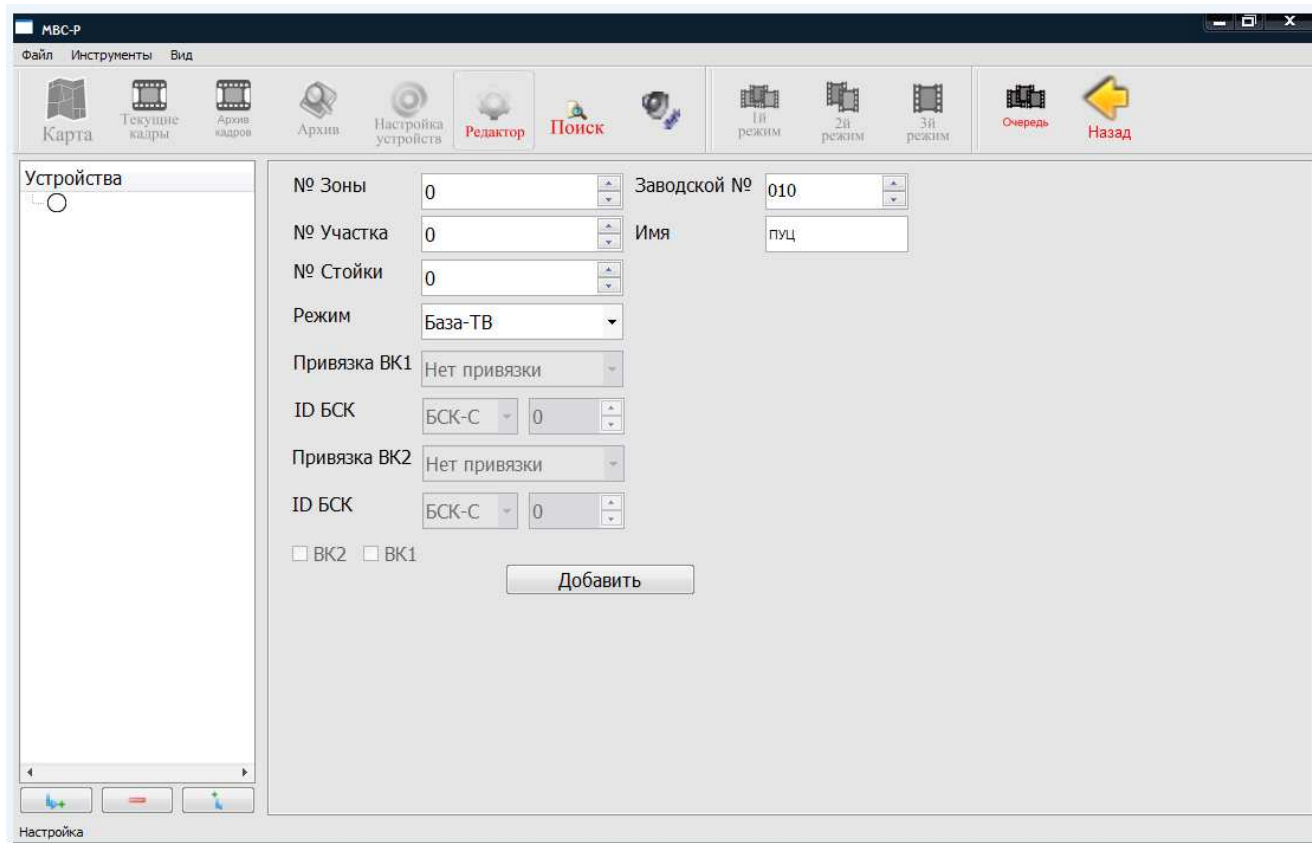 МВС-Р
Файл Инструменты Вид
Карта
Текущие кадры
Архив кадров
Архив
Настройка устройств
Редактор
Поиск
1й режим
2й режим
3й режим
Очередь
Назад
Устройства
№ Зоны 0 Заводской № 010
№ Участка 0 Имя ПУЦ
№ Стойки 0
Режим База-ТВ
Привязка ВК1 Нет привязки
ID БСК БСК-С 0
Привязка ВК2 Нет привязки
ID БСК БСК-С 0
ВК2 ВК1
Добавить
Настройка